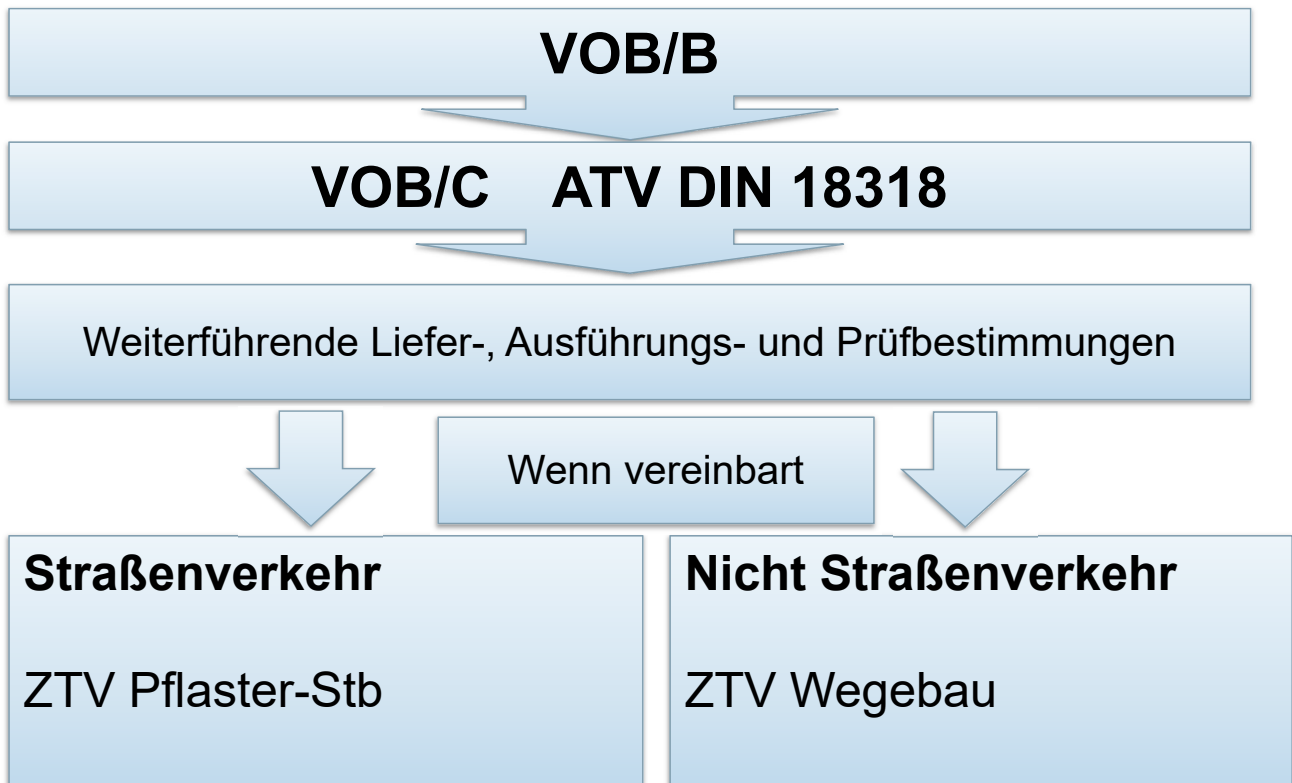 VOB/B
VOB/C ATV DIN 18318
Weiterführende Liefer-, Ausführungs- und Prüfbestimmungen
Wenn vereinbart
Straßenverkehr
ZTV Pflaster-Stb
Nicht Straßenverkehr
ZTV Wegebau